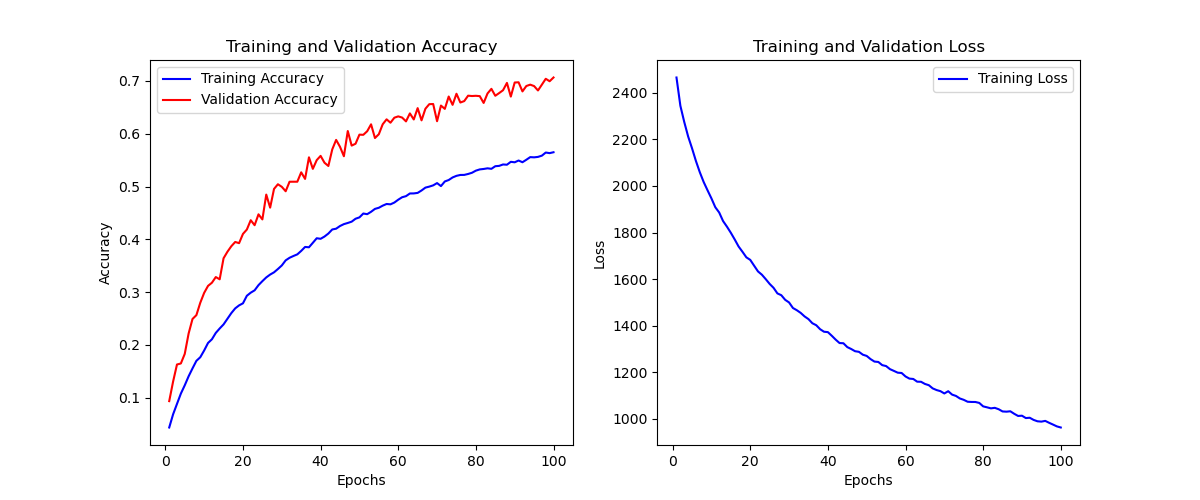 Training and Validation Accuracy
Training Accuracy
Validation Accuracy
0.7
0.6
0.5
0.4
0.3
0.2
0.1
Accuracy
0 20 40 60 80 100
Epochs
Training and Validation Loss
Training Loss
2400
2200
2000
1800
1600
1400
1200
1000
Loss
0 20 40 60 80 100
Epochs